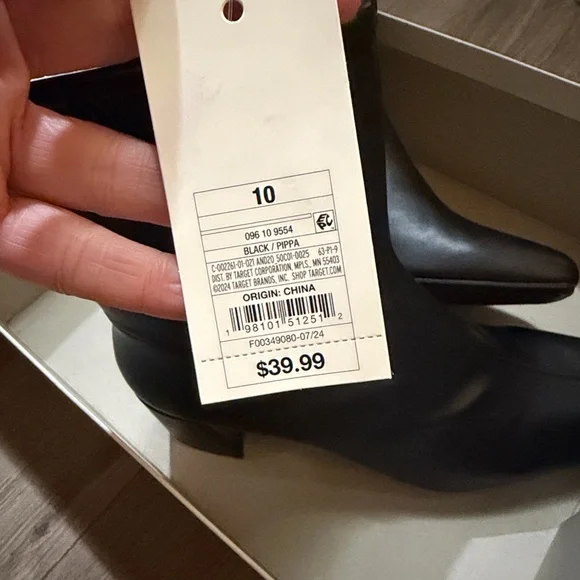 10
096 10 9554
BLACK / PIPPA
C-002261-01-021 AND20 SOC01-0025 63-P1-9
DIST. BY TARGET CORPORATION, MPLS., MN 55403
©2024 TARGET BRANDS, INC. SHOP TARGET.COM
ORIGIN: CHINA
1 98101 51251 2
F00349080-07/24
$39.99